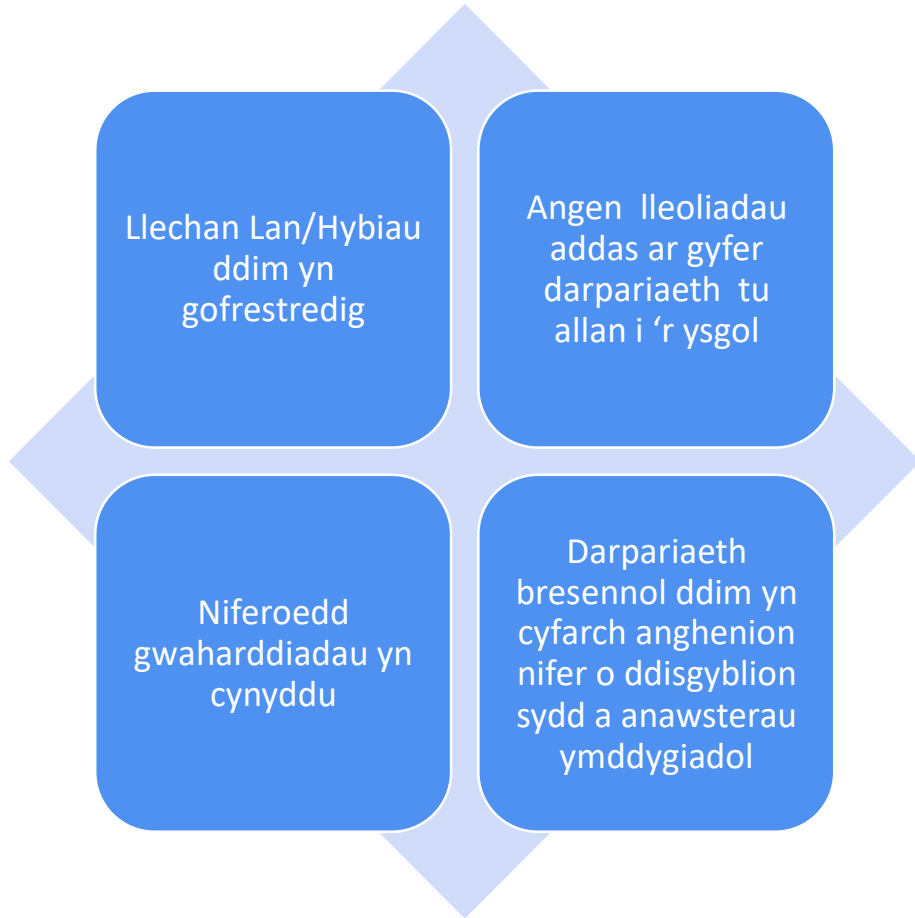 Llechan Lan/Hybiau
ddim yn
gofrestredig
Angen lleoliadau
addas ar gyfer
darpariaeth tu
allan i ‘r ysgol
Niferoedd
gwaharddiadau yn
cynyddu
Darpariaeth
bresennol ddim yn
cyfarch anghenion
nifer o ddisgyblion
sydd a anawsterau
ymddygiadol